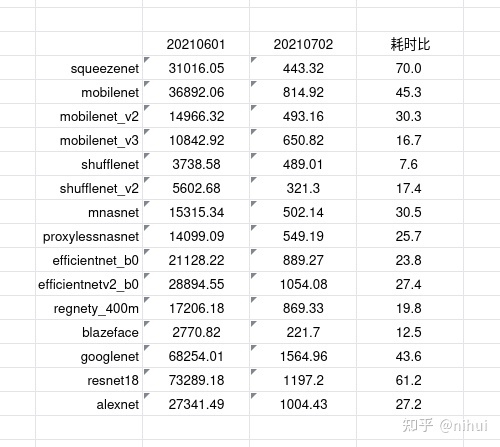 20210601 20210702 耗时比
squeezenet 31016.05 443.32 70.0
mobilenet 36892.06 814.92 45.3
mobilenet_v2 14966.32 493.16 30.3
mobilenet_v3 10842.92 650.82 16.7
shufflenet 3738.58 489.01 7.6
shufflenet_v2 5602.68 321.3 17.4
mnasnet 15315.34 502.14 30.5
proxylessnasnet 14099.09 549.19 25.7
efficientnet_b0 21128.22 889.27 23.8
efficientnetv2_b0 28894.55 1054.08 27.4
regnety_400m 17206.18 869.33 19.8
blazeface 2770.82 221.7 12.5
googlenet 68254.01 1564.96 43.6
resnet18 73289.18 1197.2 61.2
alexnet 27341.49 1004.43 27.2
知乎 @nihui